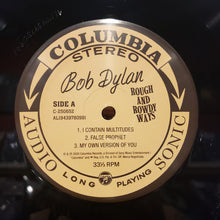 COLUMBIA
STEREO
Bob Dylan
ROUGH
AND
ROWDY
WAYS
SIDE A
33⅓ RPM
1. I CONTAIN MULTITUDES
2. FALSE PROPHET
3. MY OWN VERSION OF YOU
AUDIO
LONG PLAYING
SONIC